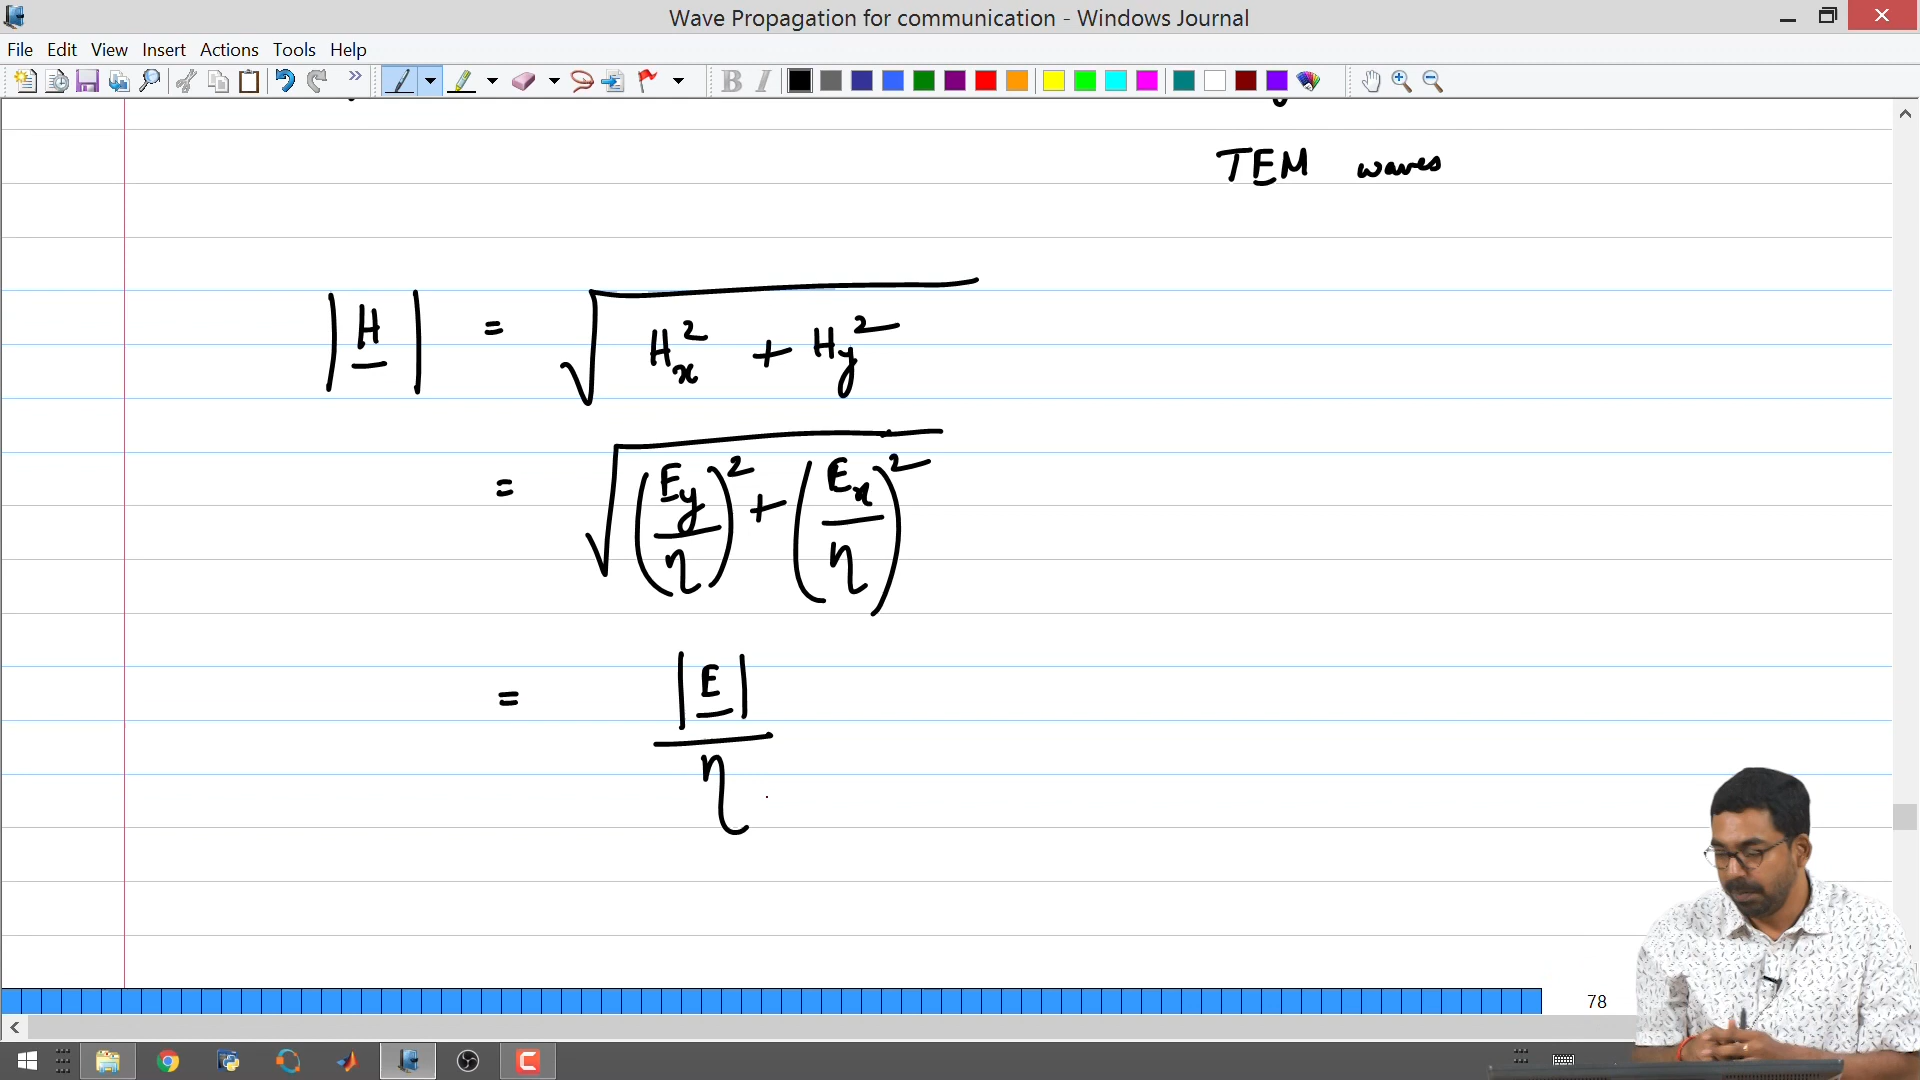 Wave Propagation for communication - Windows Journal
File Edit View Insert Actions Tools Help
B I
TEM waves
|H| = √(Hx² + Hy²)
= √((Ey/η)² + (Ex/η)²)
= |E|/η
78